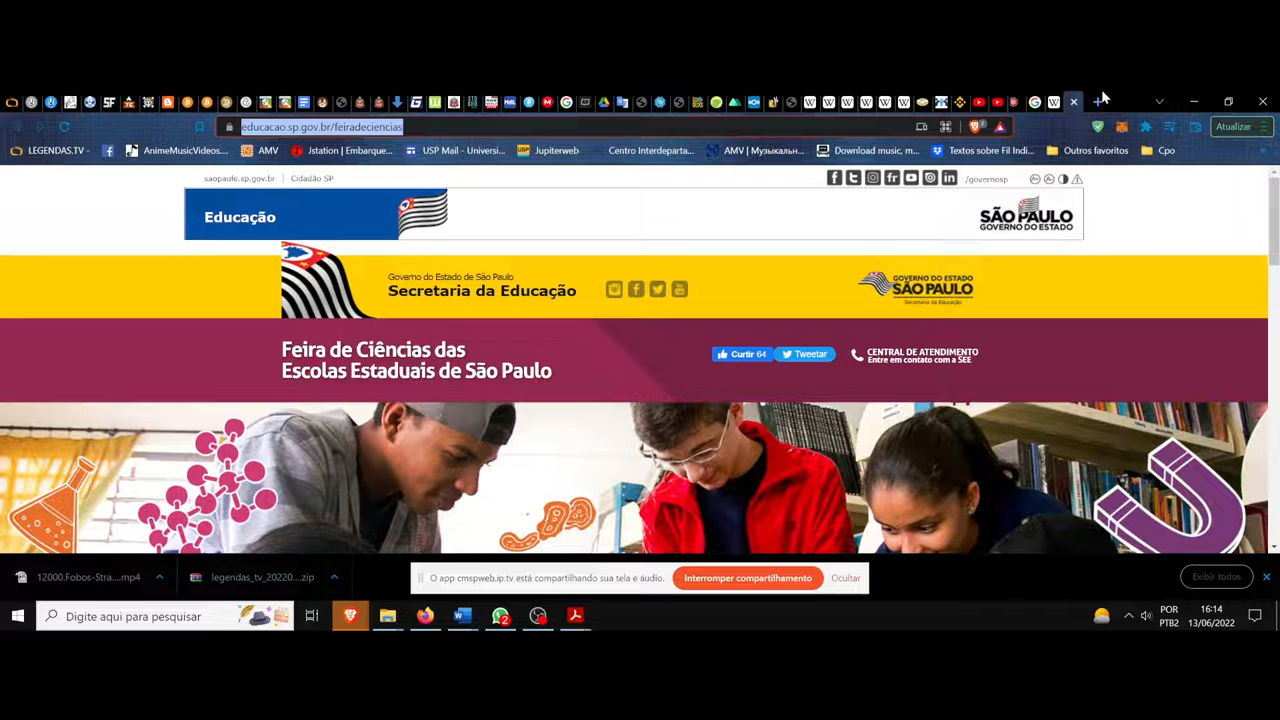 educacao.sp.gov.br/feiradeciencias
Atualizar
LEGENDAS.TV -
AnimeMusicVideos...
AMV
Jstation | Embarque...
USP Mail - Universi...
Jupiterweb
Centro Interdeparta...
AMV | Музыкальн...
Download music, m...
Textos sobre Fil Indi...
Outros favoritos
Cpo
saopaulo.sp.gov.br
Cidadão SP
/governosp
Educação
SÃO PAULO
GOVERNO DO ESTADO
Governo do Estado de São Paulo
Secretaria da Educação
GOVERNO DO ESTADO
SÃO PAULO
Secretaria da Educação
Feira de Ciências das
Escolas Estaduais de São Paulo
Curtir 64
Tweetar
CENTRAL DE ATENDIMENTO
Entre em contato com a SEE
12000.Fobos-Stra....mp4
legendas_tv_20220....zip
O app cmspweb.ip.tv está compartilhando sua tela e áudio.
Interromper compartilhamento
Ocultar
Exibir todos
Digite aqui para pesquisar
2
POR
PTB2
16:14
13/06/2022